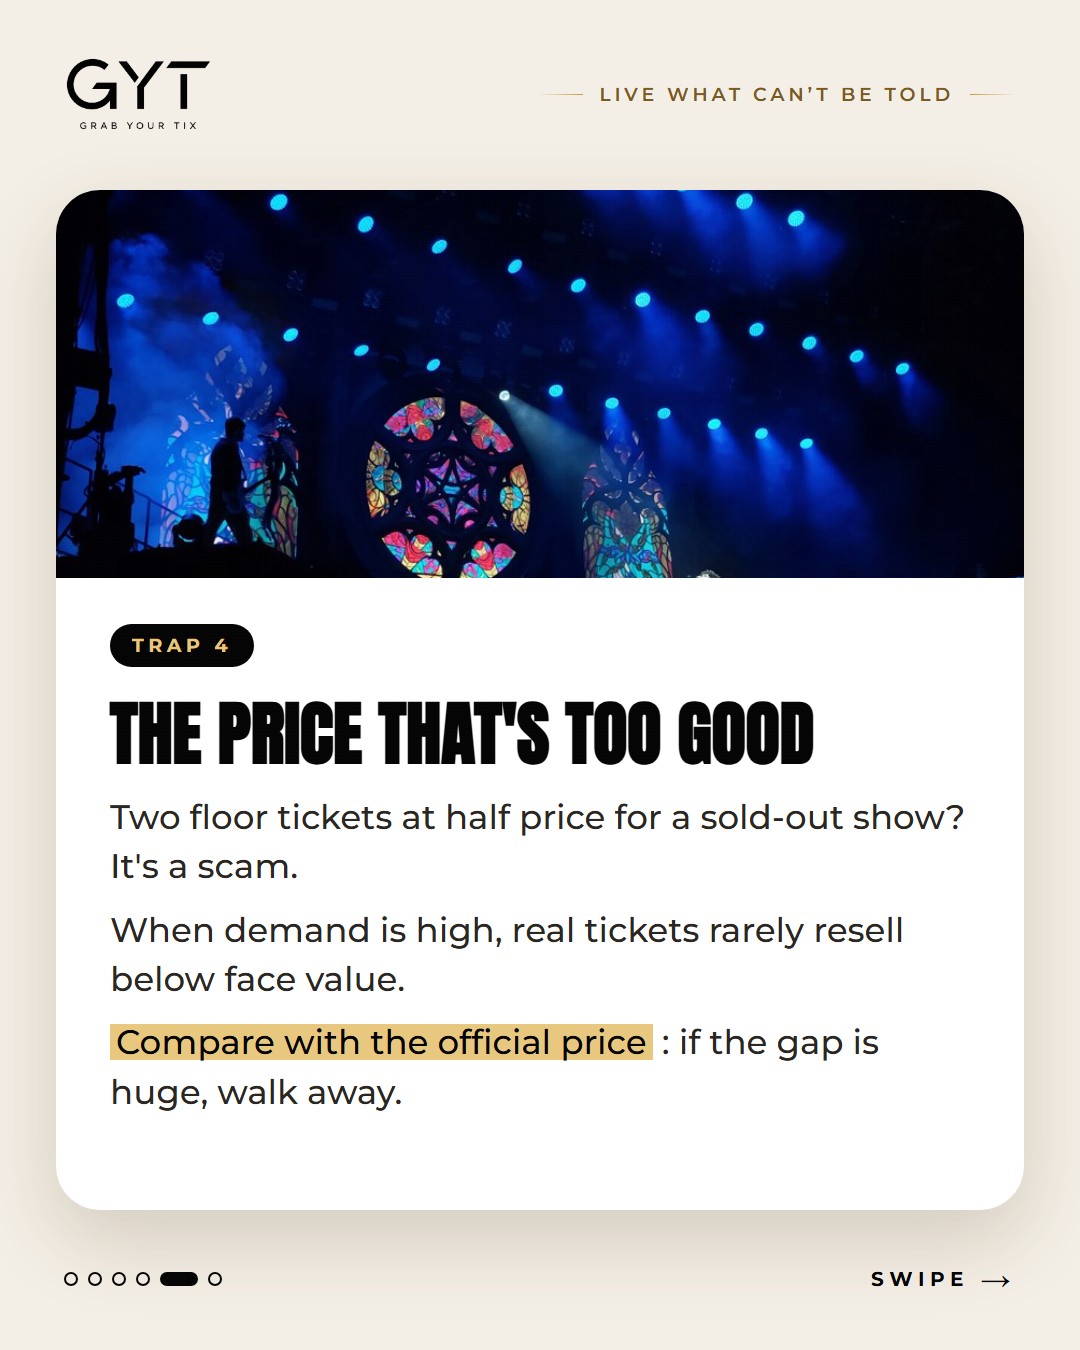 GYT
GRAB YOUR TIX
LIVE WHAT CAN’T BE TOLD
TRAP 4
THE PRICE THAT'S TOO GOOD
Two floor tickets at half price for a sold-out show?
It's a scam.
When demand is high, real tickets rarely resell
below face value.
Compare with the official price : if the gap is
huge, walk away.
SWIPE →